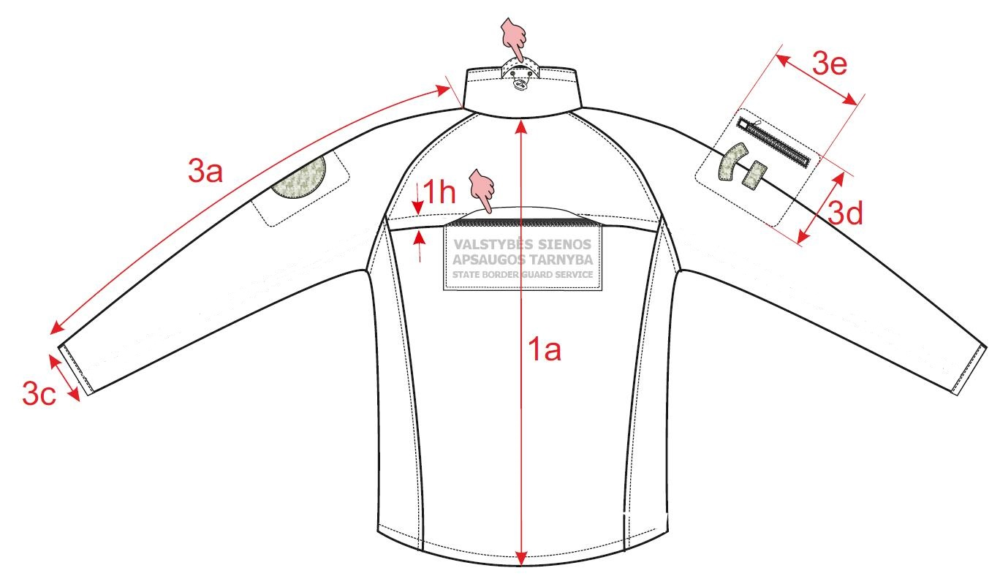 3e
3a
1h
3d
VALSTYBĖS SIENOS
APSAUGOS TARNYBA
STATE BORDER GUARD SERVICE
1a
3c